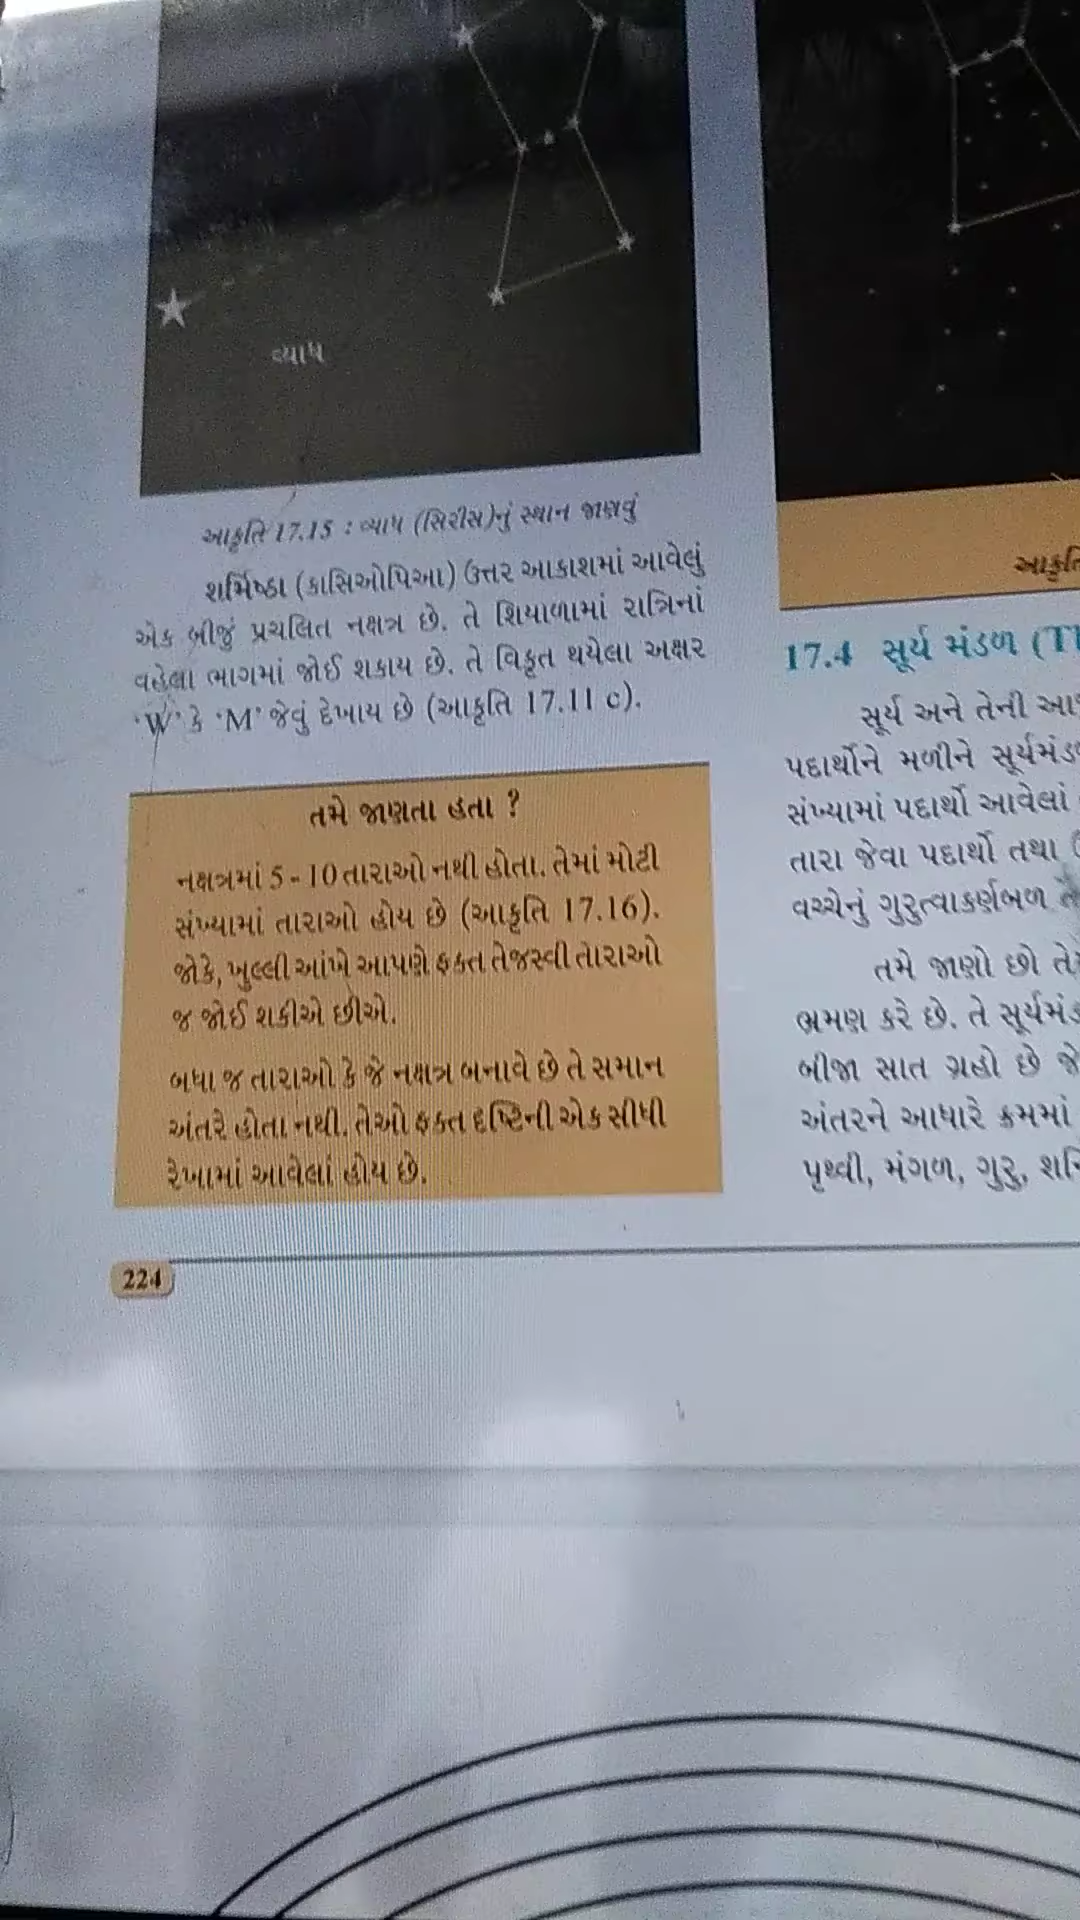 વ્યાધ
આકૃતિ 17.15 : વ્યાધ (સિરીસ)નું સ્થાન જાણવું
શર્મિષ્ઠા (કાસિઓપિઆ) ઉત્તર આકાશમાં આવેલું
એક બીજું પ્રચલિત નક્ષત્ર છે. તે શિયાળામાં રાત્રિનાં
વહેલા ભાગમાં જોઈ શકાય છે. તે વિકૃત થયેલા અક્ષર
‘W’ કે ‘M’ જેવું દેખાય છે (આકૃતિ 17.11 c).
તમે જાણતા હતા ?
નક્ષત્રમાં 5 - 10 તારાઓ નથી હોતા. તેમાં મોટી
સંખ્યામાં તારાઓ હોય છે (આકૃતિ 17.16).
જોકે, ખુલ્લી આંખે આપણે ફક્ત તેજસ્વી તારાઓ
જ જોઈ શકીએ છીએ.
બધા જ તારાઓ કે જે નક્ષત્ર બનાવે છે તે સમાન
અંતરે હોતા નથી. તેઓ ફક્ત દૃષ્ટિની એક સીધી
રેખામાં આવેલાં હોય છે.
224
17.4 સૂર્ય મંડળ
સૂર્ય અને તેની
પદાર્થોને મળીને
સંખ્યામાં પદાર્થો આવેલાં
તારા જેવા પદાર્થો તથા
વચ્ચેનું ગુરુત્વાકર્ણબળ
તમે જાણો છો
ભ્રમણ કરે છે. તે
બીજા સાત ગ્રહો છે જે
અંતરને આધારે ક્રમમાં
પૃથ્વી, મંગળ, ગુરુ,